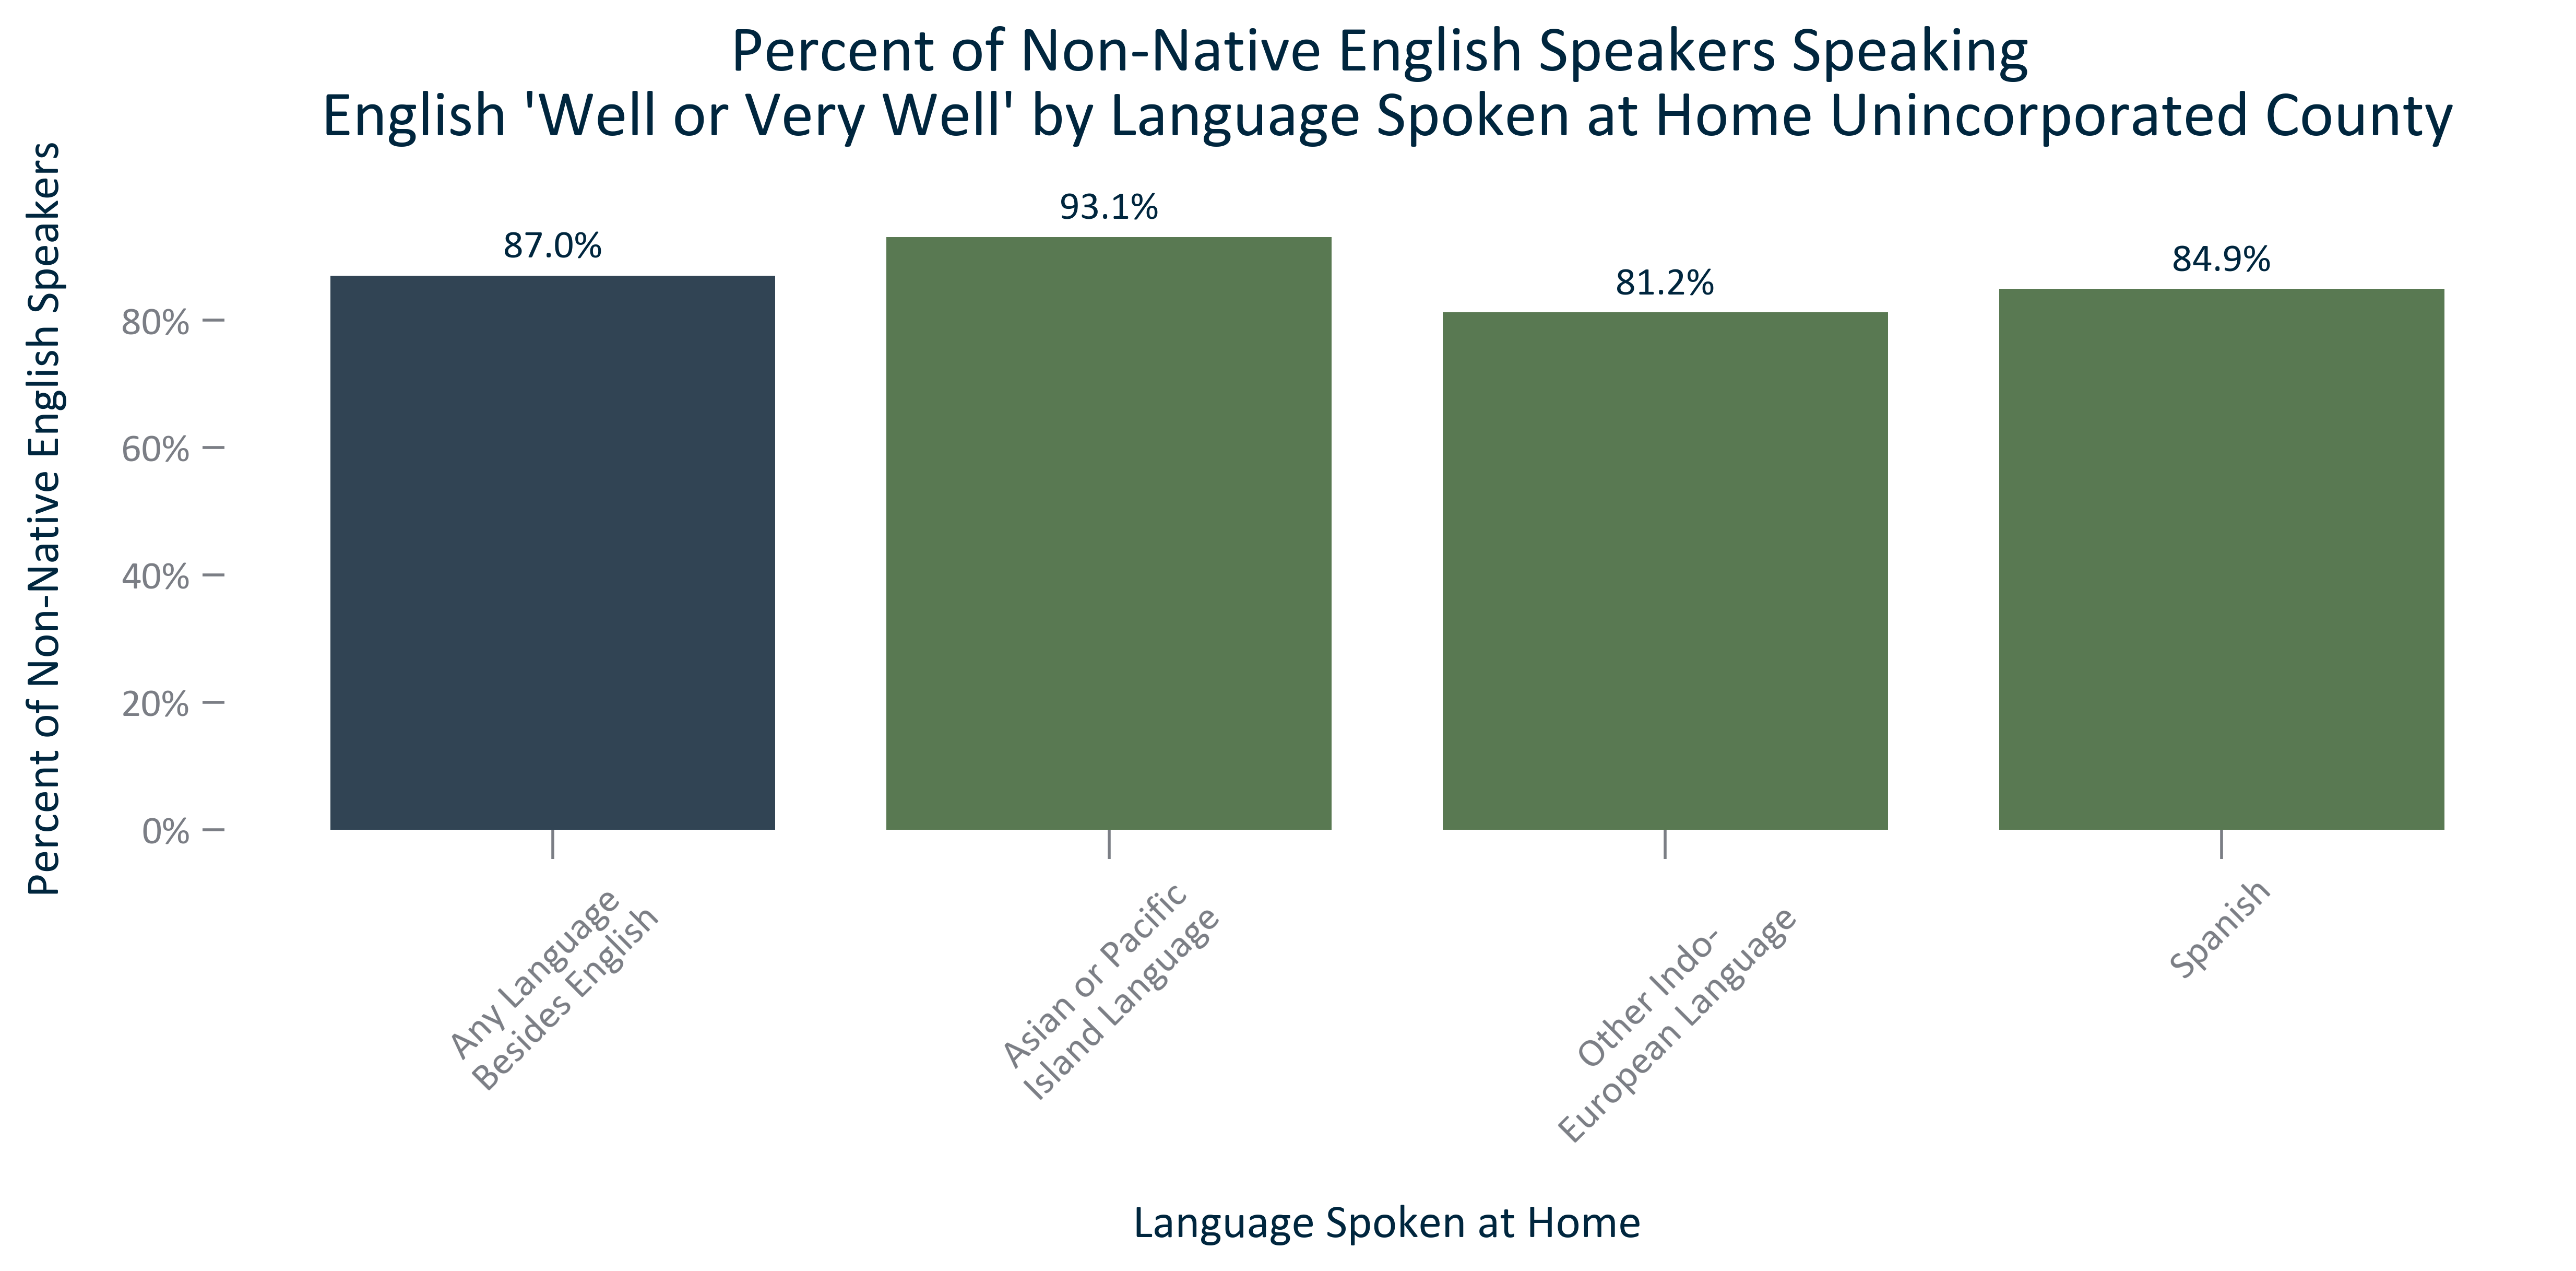 Percent of Non-Native English Speakers Speaking
English 'Well or Very Well' by Language Spoken at Home Unincorporated County
Percent of Non-Native English Speakers
80%
60%
40%
20%
0%
87.0%
93.1%
81.2%
84.9%
Any Language
Besides English
Asian or Pacific
Island Language
Other Indo-
European Language
Spanish
Language Spoken at Home